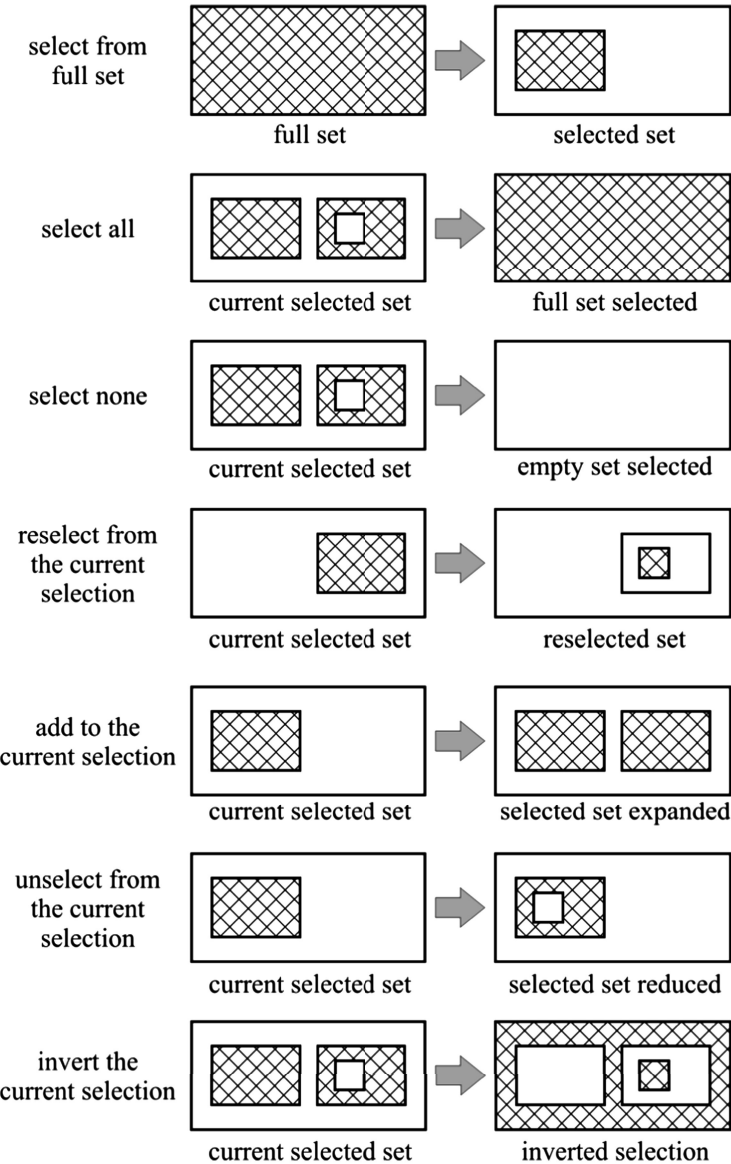 select from
full set
full set
selected set
select all
current selected set
full set selected
select none
current selected set
empty set selected
reselect from
the current
selection
current selected set
reselected set
add to the
current selection
current selected set
selected set expanded
unselect from
the current
selection
current selected set
selected set reduced
invert the
current selection
current selected set
inverted selection